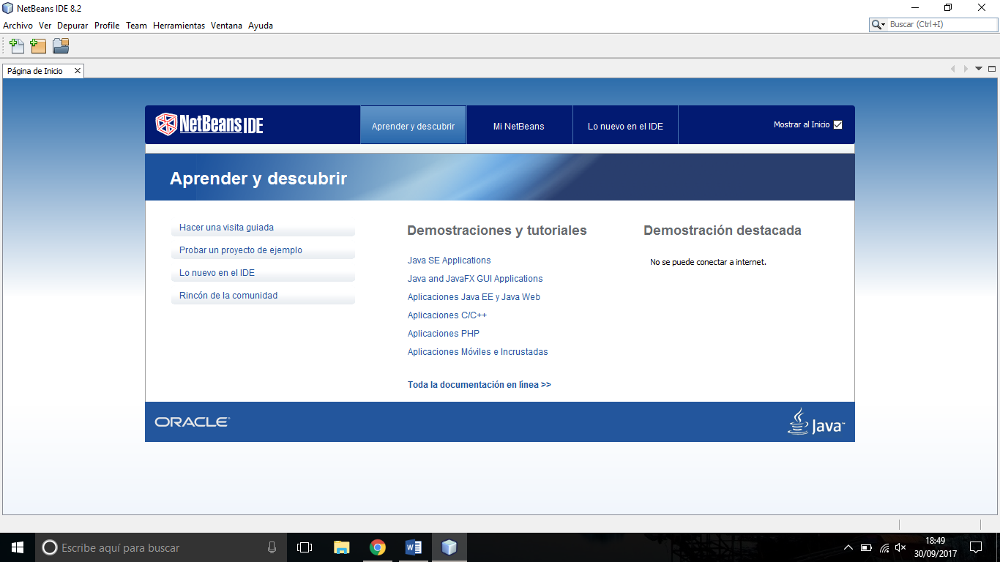 NetBeans IDE 8.2
Archivo Ver Depurar Profile Team Herramientas Ventana Ayuda
Buscar (Ctrl+I)
Página de Inicio
NetBeans IDE
Aprender y descubrir
Mi NetBeans
Lo nuevo en el IDE
Mostrar al Inicio
Aprender y descubrir
Hacer una visita guiada
Probar un proyecto de ejemplo
Lo nuevo en el IDE
Rincón de la comunidad
Demostraciones y tutoriales
Java SE Applications
Java and JavaFX GUI Applications
Aplicaciones Java EE y Java Web
Aplicaciones C/C++
Aplicaciones PHP
Aplicaciones Móviles e Incrustadas
Toda la documentación en línea >>
Demostración destacada
No se puede conectar a internet.
ORACLE
Java™
Escribe aquí para buscar
18:49
30/09/2017